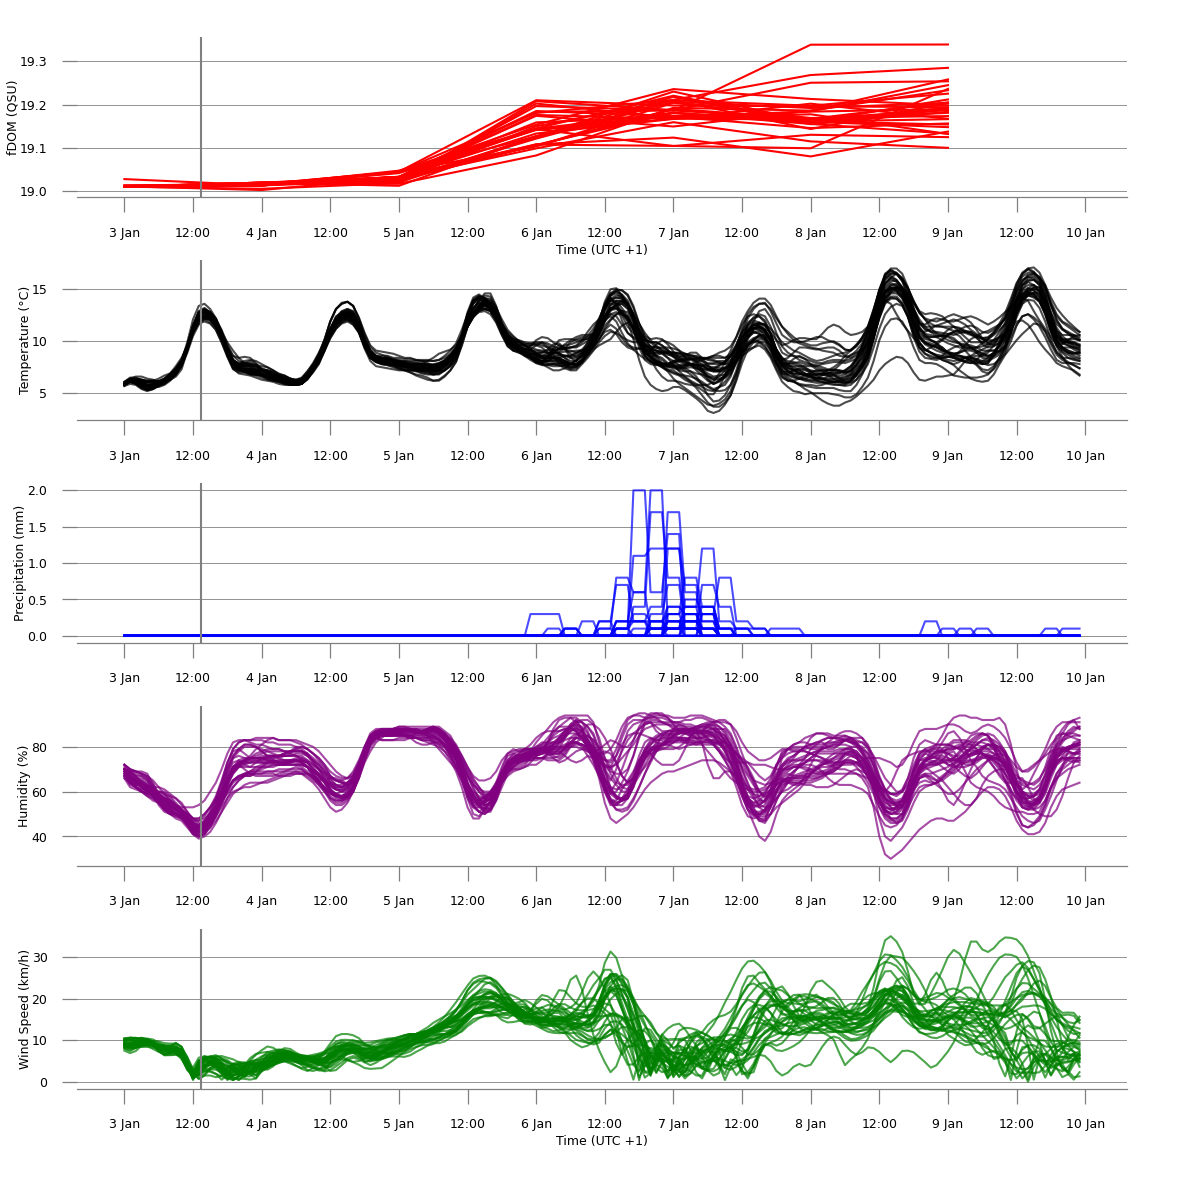 fDOM (QSU)
19.3
19.2
19.1
19.0
3 Jan 12:00 4 Jan 12:00 5 Jan 12:00 6 Jan 12:00 7 Jan 12:00 8 Jan 12:00 9 Jan 12:00 10 Jan
Time (UTC +1)
Temperature (°C)
15
10
5
3 Jan 12:00 4 Jan 12:00 5 Jan 12:00 6 Jan 12:00 7 Jan 12:00 8 Jan 12:00 9 Jan 12:00 10 Jan
Precipitation (mm)
2.0
1.5
1.0
0.5
0.0
3 Jan 12:00 4 Jan 12:00 5 Jan 12:00 6 Jan 12:00 7 Jan 12:00 8 Jan 12:00 9 Jan 12:00 10 Jan
Humidity (%)
80
60
40
3 Jan 12:00 4 Jan 12:00 5 Jan 12:00 6 Jan 12:00 7 Jan 12:00 8 Jan 12:00 9 Jan 12:00 10 Jan
Wind Speed (km/h)
30
20
10
0
3 Jan 12:00 4 Jan 12:00 5 Jan 12:00 6 Jan 12:00 7 Jan 12:00 8 Jan 12:00 9 Jan 12:00 10 Jan
Time (UTC +1)